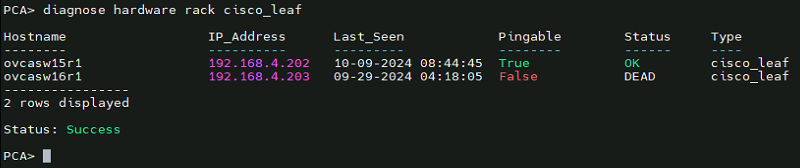 PCA> diagnose hardware rack cisco_leaf
Hostname IP_Address Last_Seen Pingable Status Type
-------- ---------- --------- -------- ------ ----
ovcasw15r1 192.168.4.202 10-09-2024 08:44:45 True OK cisco_leaf
ovcasw16r1 192.168.4.203 09-29-2024 04:18:05 False DEAD cisco_leaf
----------------
2 rows displayed
Status: Success
PCA>